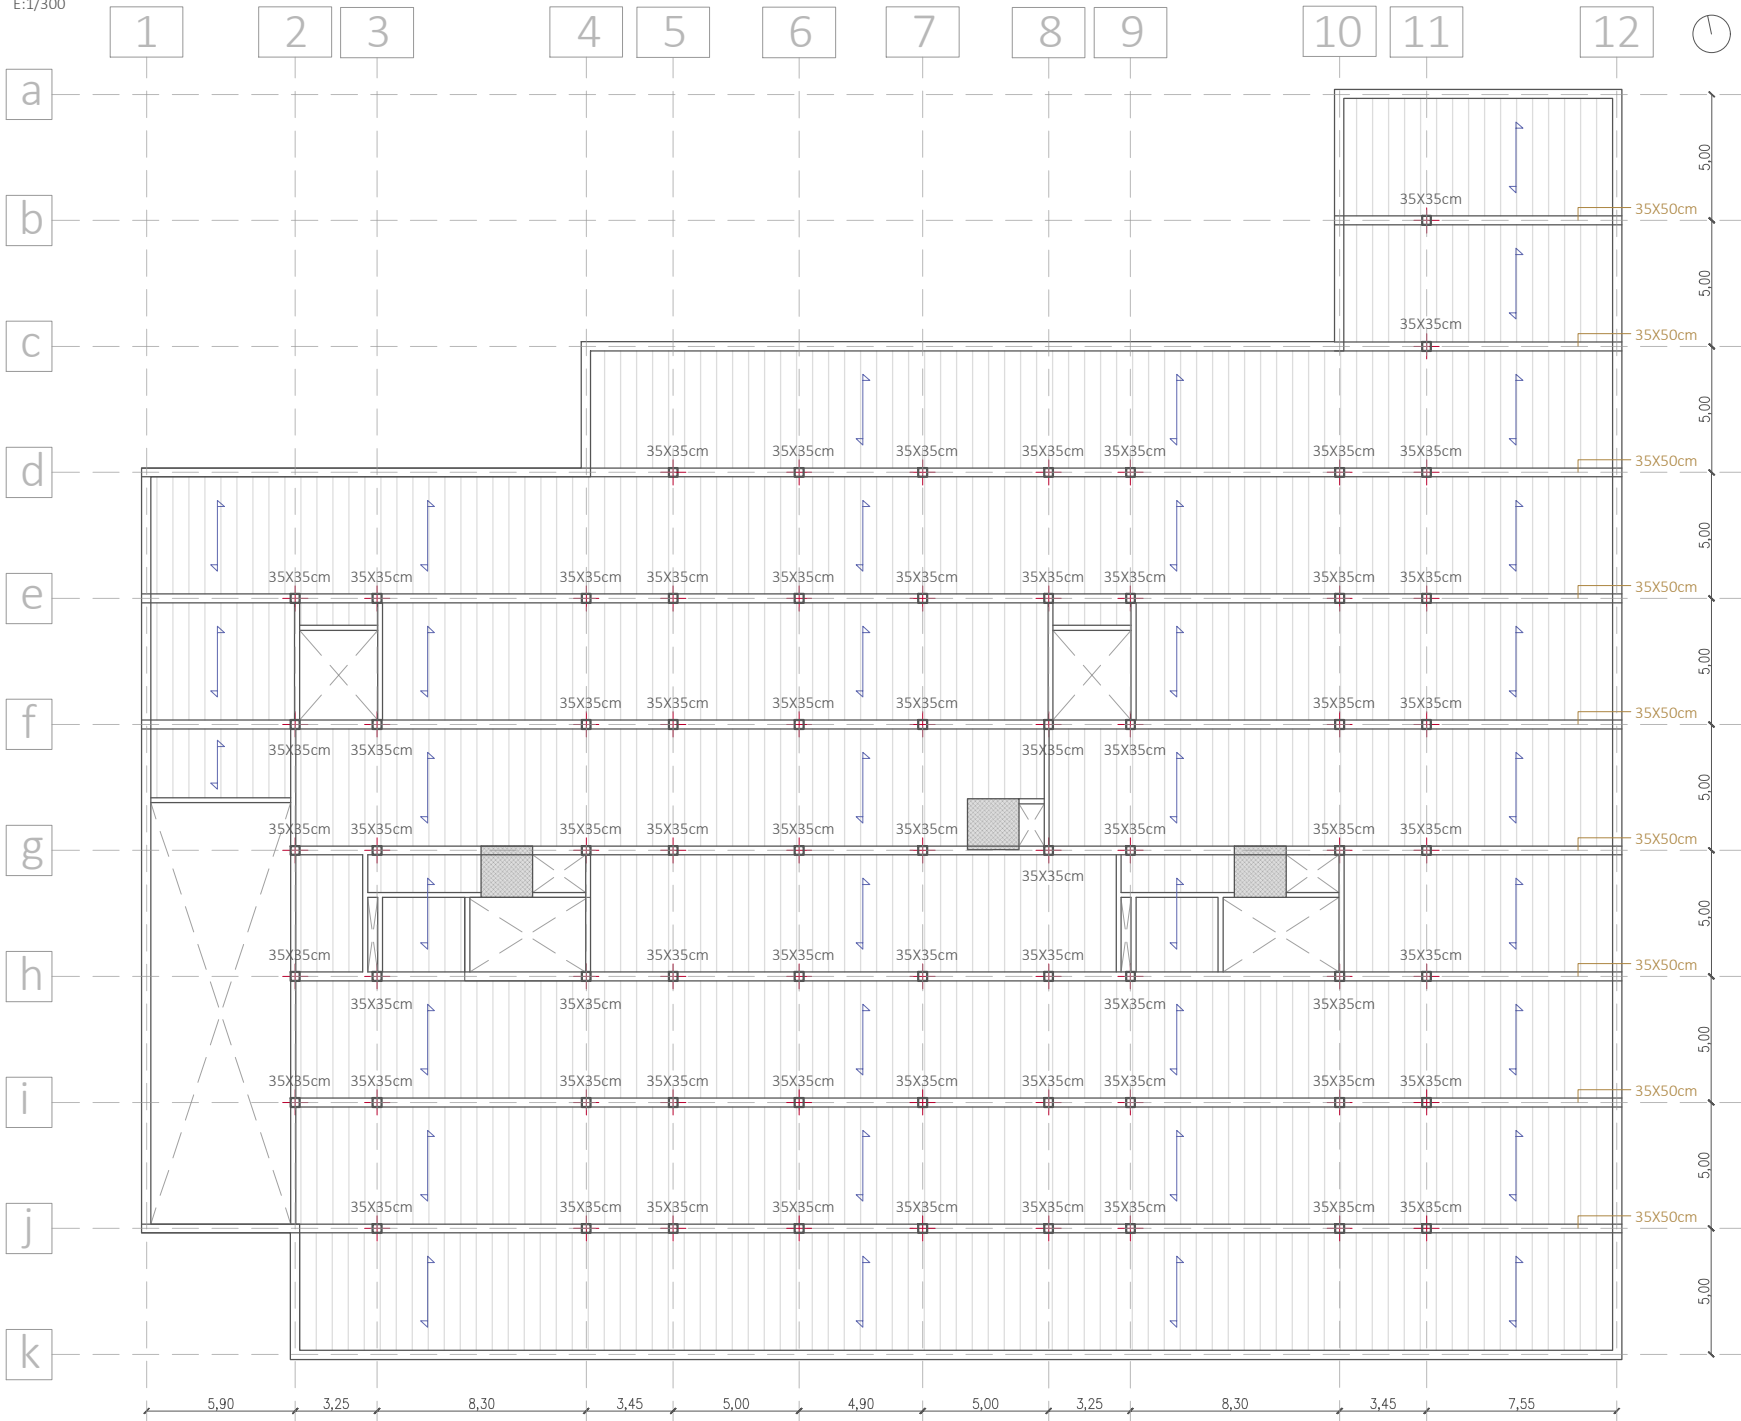 E:1/300
1 2 3 4 5 6 7 8 9 10 11 12
a
5,00
35X35cm 35X50cm
b
5,00
35X35cm 35X50cm
c
5,00
35X35cm 35X35cm 35X35cm 35X35cm 35X35cm 35X35cm 35X35cm 35X50cm
d
5,00
35X35cm 35X35cm 35X35cm 35X35cm 35X35cm 35X35cm 35X35cm 35X35cm 35X35cm 35X35cm 35X50cm
e
5,00
35X35cm 35X35cm 35X35cm 35X35cm 35X35cm 35X35cm 35X50cm
f
35X35cm 35X35cm 35X35cm 35X35cm
5,00
35X35cm 35X35cm 35X35cm 35X35cm 35X35cm 35X35cm 35X35cm 35X35cm 35X35cm 35X50cm
g
35X35cm
5,00
35X35cm 35X35cm 35X35cm 35X35cm 35X35cm 35X35cm 35X50cm
h
35X35cm 35X35cm 35X35cm 35X35cm
5,00
35X35cm 35X35cm 35X35cm 35X35cm 35X35cm 35X35cm 35X35cm 35X35cm 35X35cm 35X35cm 35X50cm
i
5,00
35X35cm 35X35cm 35X35cm 35X35cm 35X35cm 35X35cm 35X35cm 35X35cm 35X35cm 35X50cm
j
5,00
k
5,90 3,25 8,30 3,45 5,00 4,90 5,00 3,25 8,30 3,45 7,55